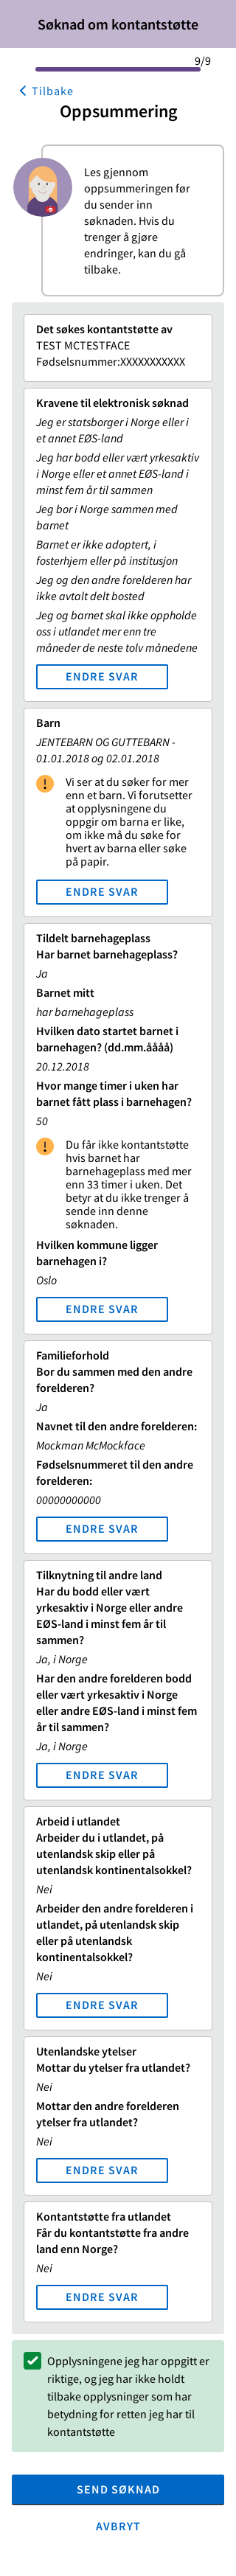 Søknad om kontantstøtte
9/9
Tilbake
Oppsummering
Les gjennom
oppsummeringen før
du sender inn
søknaden. Hvis du
trenger å gjøre
endringer, kan du gå
tilbake.
Det søkes kontantstøtte av
TEST MCTESTFACE
Fødselsnummer:XXXXXXXXXXX
Kravene til elektronisk søknad
Jeg er statsborger i Norge eller i
et annet EØS-land
Jeg har bodd eller vært yrkesaktiv
i Norge eller et annet EØS-land i
minst fem år til sammen
Jeg bor i Norge sammen med
barnet
Barnet er ikke adoptert, i
fosterhjem eller på institusjon
Jeg og den andre forelderen har
ikke avtalt delt bosted
Jeg og barnet skal ikke oppholde
oss i utlandet mer enn tre
måneder de neste tolv månedene
ENDRE SVAR
Barn
JENTEBARN OG GUTTEBARN -
01.01.2018 og 02.01.2018
Vi ser at du søker for mer
enn et barn. Vi forutsetter
at opplysningene du
oppgir om barna er like,
om ikke må du søke for
hvert av barna eller søke
på papir.
ENDRE SVAR
Tildelt barnehageplass
Har barnet barnehageplass?
Ja
Barnet mitt
har barnehageplass
Hvilken dato startet barnet i
barnehagen? (dd.mm.åååå)
20.12.2018
Hvor mange timer i uken har
barnet fått plass i barnehagen?
50
Du får ikke kontantstøtte
hvis barnet har
barnehageplass med mer
enn 33 timer i uken. Det
betyr at du ikke trenger å
sende inn denne
søknaden.
Hvilken kommune ligger
barnehagen i?
Oslo
ENDRE SVAR
Familieforhold
Bor du sammen med den andre
forelderen?
Ja
Navnet til den andre forelderen:
Mockman McMockface
Fødselsnummeret til den andre
forelderen:
00000000000
ENDRE SVAR
Tilknytning til andre land
Har du bodd eller vært
yrkesaktiv i Norge eller andre
EØS-land i minst fem år til
sammen?
Ja, i Norge
Har den andre forelderen bodd
eller vært yrkesaktiv i Norge
eller andre EØS-land i minst fem
år til sammen?
Ja, i Norge
ENDRE SVAR
Arbeid i utlandet
Arbeider du i utlandet, på
utenlandsk skip eller på
utenlandsk kontinentalsokkel?
Nei
Arbeider den andre forelderen i
utlandet, på utenlandsk skip
eller på utenlandsk
kontinentalsokkel?
Nei
ENDRE SVAR
Utenlandske ytelser
Mottar du ytelser fra utlandet?
Nei
Mottar den andre forelderen
ytelser fra utlandet?
Nei
ENDRE SVAR
Kontantstøtte fra utlandet
Får du kontantstøtte fra andre
land enn Norge?
Nei
ENDRE SVAR
Opplysningene jeg har oppgitt er
riktige, og jeg har ikke holdt
tilbake opplysninger som har
betydning for retten jeg har til
kontantstøtte
SEND SØKNAD
AVBRYT